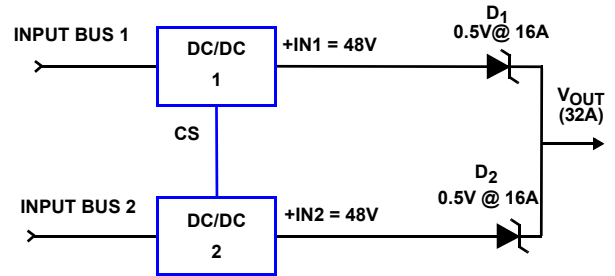 INPUT BUS 1
DC/DC
1
+IN1 = 48V
D1
0.5V@ 16A
VOUT
(32A)
CS
INPUT BUS 2
DC/DC
2
+IN2 = 48V
D2
0.5V @ 16A